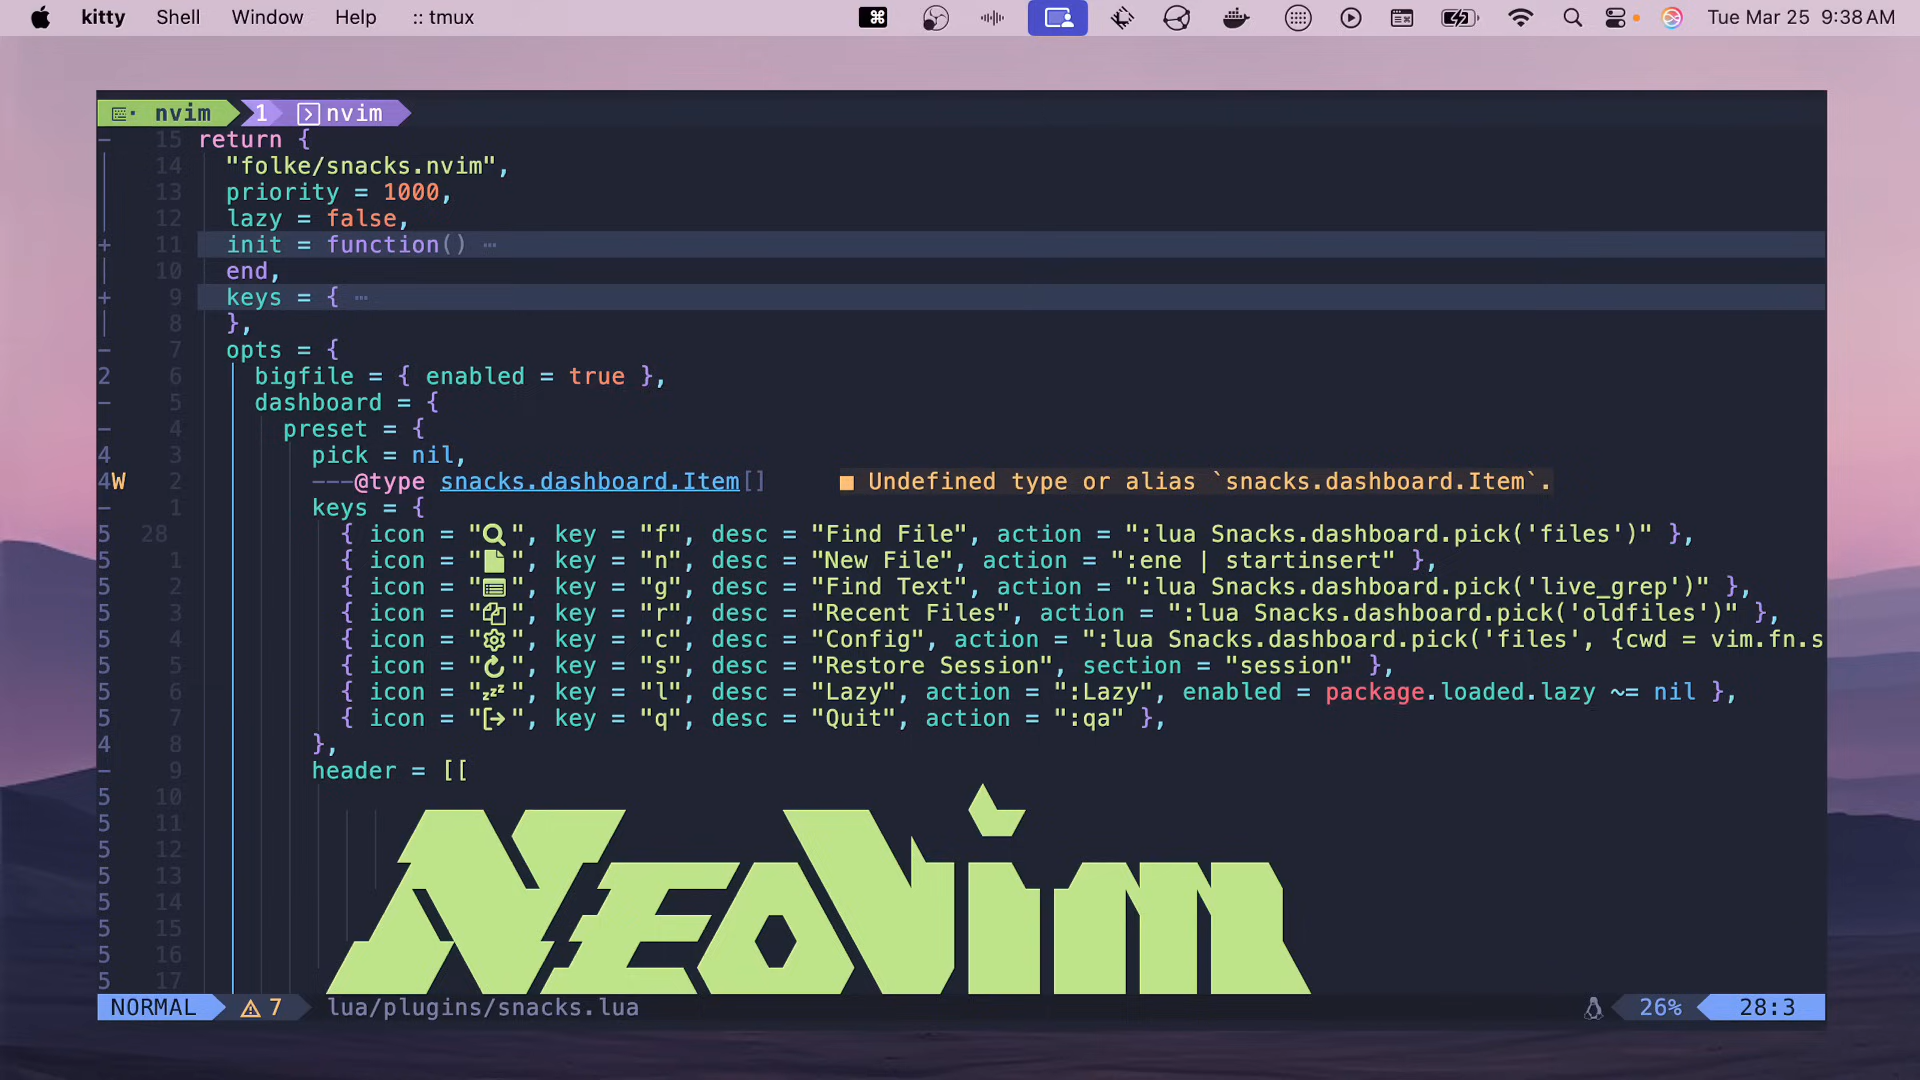 kitty Shell Window Help :: tmux Tue Mar 25 9:38 AM
nvim 1 nvim
− 15 return {
14 "folke/snacks.nvim",
13 priority = 1000,
12 lazy = false,
+ 11 init = function() ⋯
10 end,
+ 9 keys = { ⋯
8 },
− 7 opts = {
2 6 bigfile = { enabled = true },
− 5 dashboard = {
− 4 preset = {
4 3 pick = nil,
4W 2 ---@type snacks.dashboard.Item[] ■ Undefined type or alias `snacks.dashboard.Item`.
− 1 keys = {
5 28 { icon = " ", key = "f", desc = "Find File", action = ":lua Snacks.dashboard.pick('files')" },
5 1 { icon = " ", key = "n", desc = "New File", action = ":ene | startinsert" },
5 2 { icon = " ", key = "g", desc = "Find Text", action = ":lua Snacks.dashboard.pick('live_grep')" },
5 3 { icon = " ", key = "r", desc = "Recent Files", action = ":lua Snacks.dashboard.pick('oldfiles')" },
5 4 { icon = " ", key = "c", desc = "Config", action = ":lua Snacks.dashboard.pick('files', {cwd = vim.fn.s
5 5 { icon = " ", key = "s", desc = "Restore Session", section = "session" },
5 6 { icon = "zzz ", key = "l", desc = "Lazy", action = ":Lazy", enabled = package.loaded.lazy ~= nil },
5 7 { icon = " ", key = "q", desc = "Quit", action = ":qa" },
4 8 },
− 9 header = [[
5 10
5 11
5 12
5 13
5 14
5 15
5 16
5 17
NEOVIM
NORMAL 7 lua/plugins/snacks.lua 26% 28:3